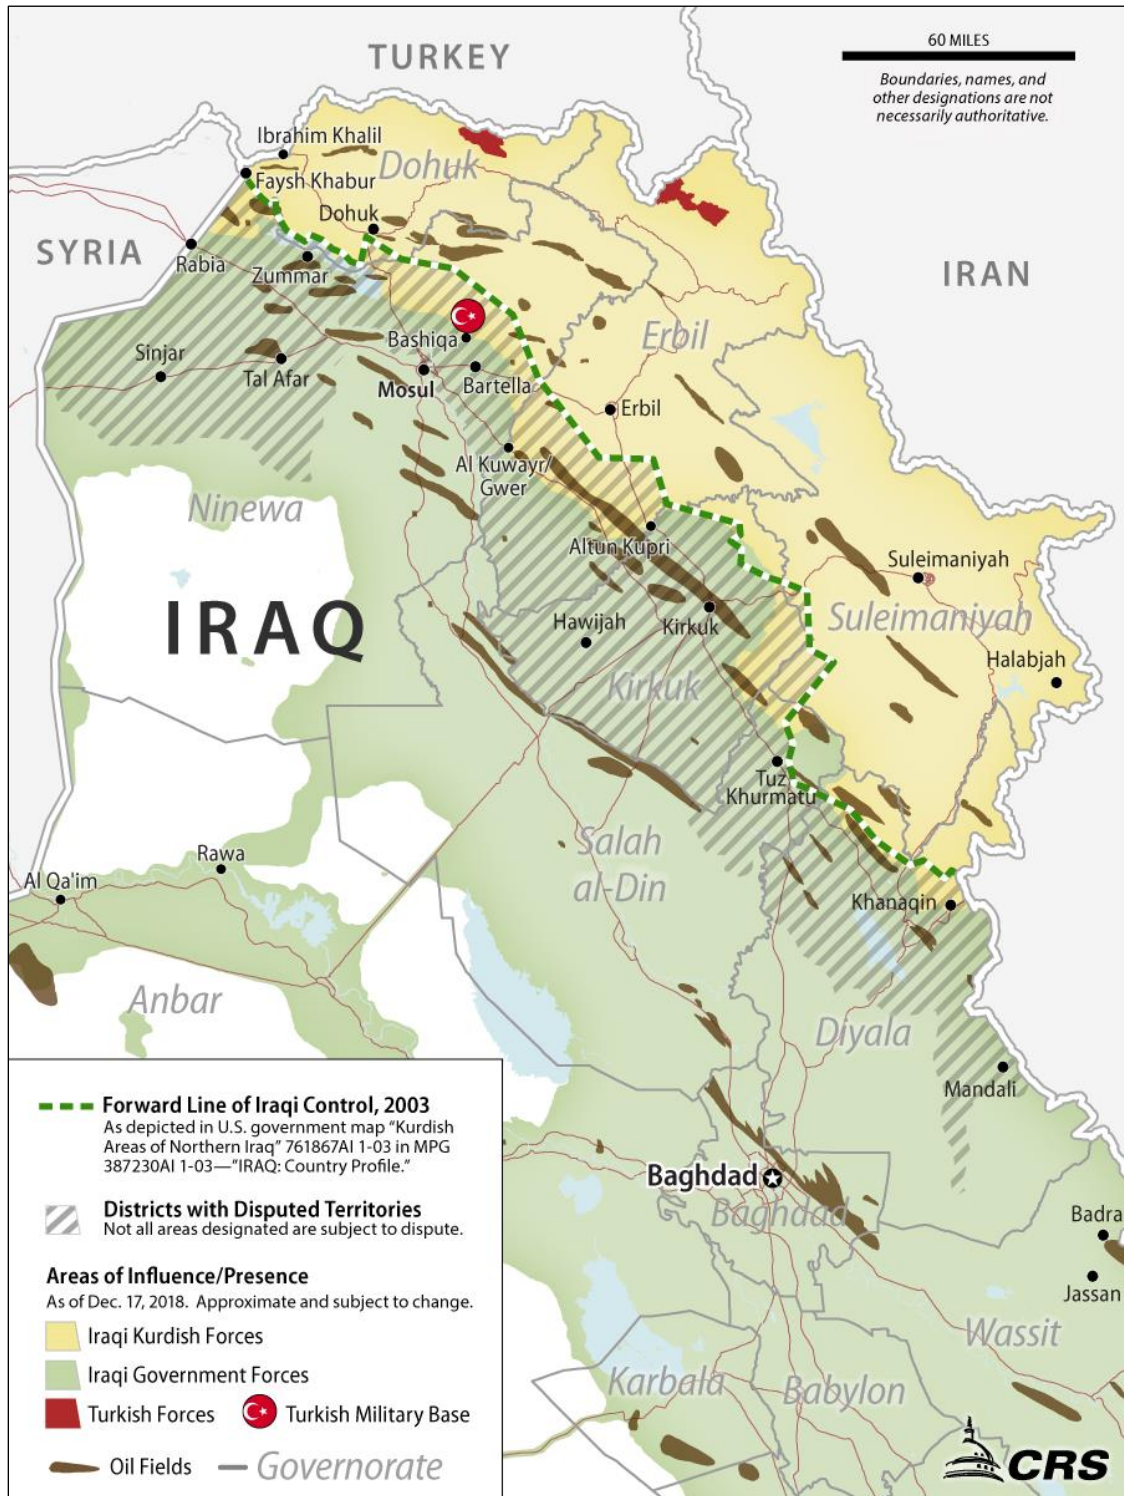 TURKEY
60 MILES
Boundaries, names, and
other designations are not
necessarily authoritative.
Ibrahim Khalil
Dohuk
Faysh Khabur
Dohuk
SYRIA
Rabia
Zummar
IRAN
Erbil
Bashiqa
Sinjar
Tal Afar
Mosul
Bartella
Erbil
Al Kuwayr/
Gwer
Ninewa
Altun Kupri
Suleimaniyah
IRAQ
Hawijah
Kirkuk
Suleimaniyah
Halabjah
Kirkuk
Tuz
Khurmatu
Salah
al-Din
Rawa
Al Qa'im
Khanaqin
Anbar
Diyala
Mandali
Forward Line of Iraqi Control, 2003
As depicted in U.S. government map “Kurdish
Areas of Northern Iraq” 761867AI 1-03 in MPG
387230AI 1-03—“IRAQ: Country Profile.”
Districts with Disputed Territories
Not all areas designated are subject to dispute.
Areas of Influence/Presence
As of Dec. 17, 2018. Approximate and subject to change.
Iraqi Kurdish Forces
Iraqi Government Forces
Turkish Forces
Turkish Military Base
Oil Fields
Governorate
Baghdad
Baghdad
Badra
Jassan
Wassit
Karbala
Babylon
CRS